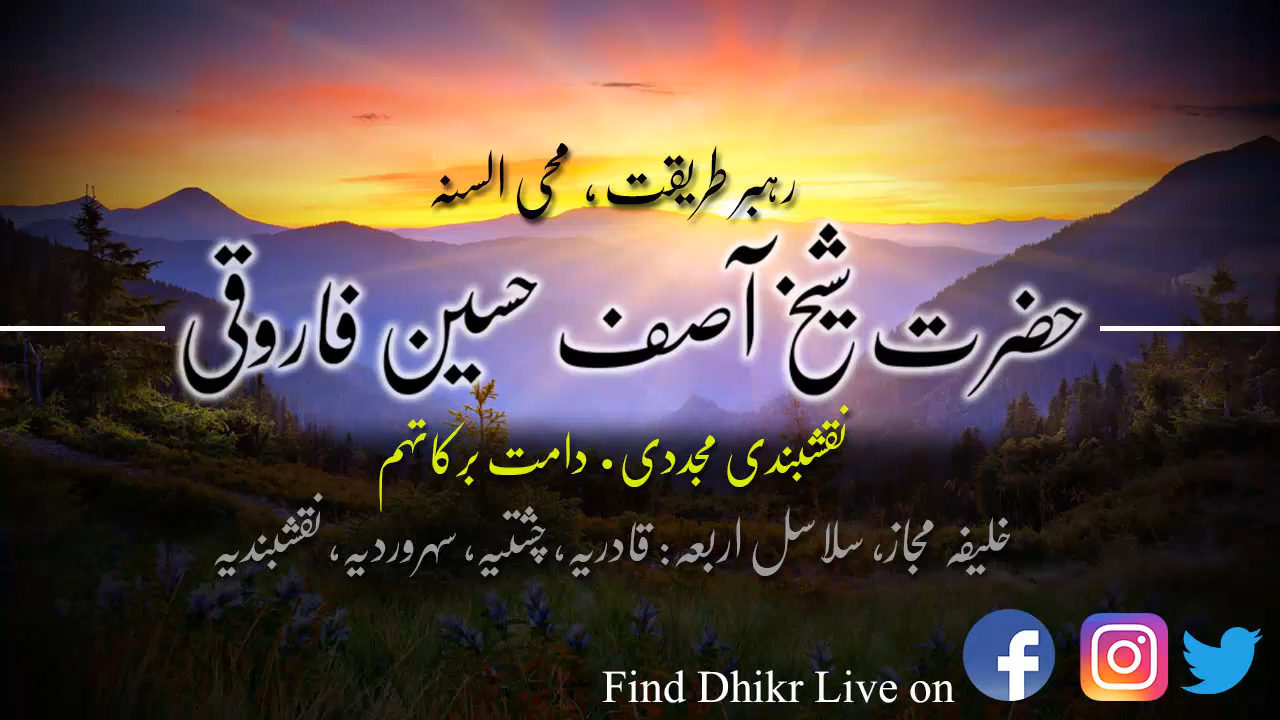 رہبر طریقت، محی السنہ
حضرت شیخ آصف حسین فاروقی
نقشبندی مجددی۔ دامت برکاتہم
خلیفہ مجاز، سلاسل اربعہ: قادریہ، چشتیہ، سہروردیہ، نقشبندیہ
Find Dhikr Live on